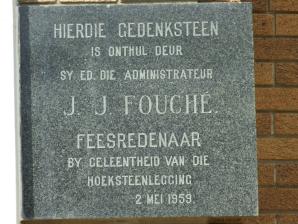 HIERDIE GEDENKSTEEN
IS ONTHUL DEUR
SY ED. DIE ADMINISTRATEUR
J. J. FOUCHÉ.
FEESREDENAAR
BY GELEENTHEID VAN DIE
HOEKSTEENLEGGING
2 MEI 1959.